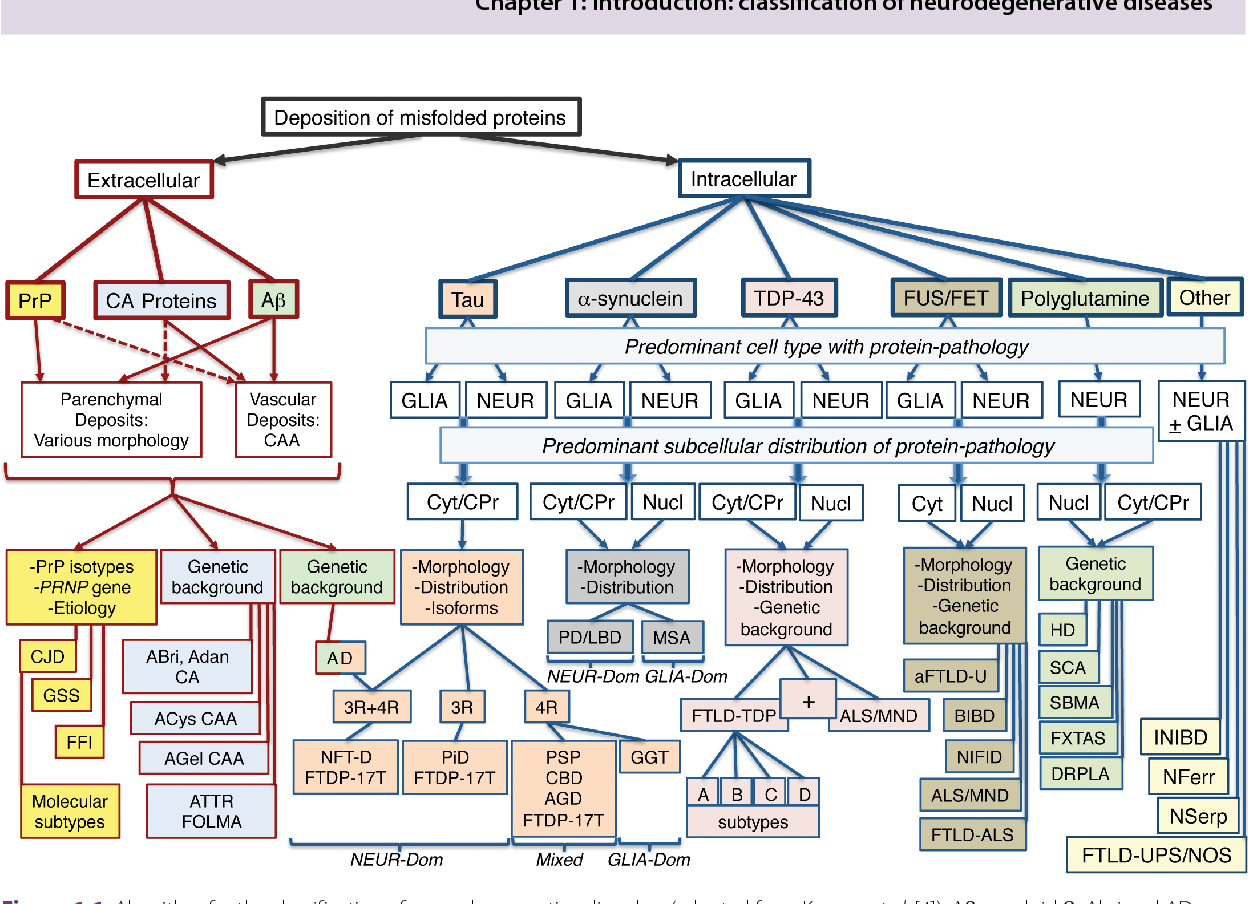 Chapter 1: Introduction: classification of neurodegenerative diseases
Deposition of misfolded proteins
Extracellular
Intracellular
PrP
CA Proteins
Aβ
Tau
α-synuclein
TDP-43
FUS/FET
Polyglutamine
Other
Predominant cell type with protein-pathology
Parenchymal
Deposits:
Various morphology
Vascular
Deposits:
CAA
GLIA
NEUR
GLIA
NEUR
GLIA
NEUR
GLIA
NEUR
NEUR
NEUR
± GLIA
Predominant subcellular distribution of protein-pathology
Cyt/CPr
Cyt/CPr
Nucl
Cyt/CPr
Nucl
Cyt
Nucl
Nucl
Cyt/CPr
-PrP isotypes
-PRNP gene
-Etiology
Genetic
background
Genetic
background
-Morphology
-Distribution
-Isoforms
-Morphology
-Distribution
-Morphology
-Distribution
-Genetic
background
-Morphology
-Distribution
-Genetic
background
Genetic
background
CJD
GSS
FFI
Molecular
subtypes
ABri, Adan
CA
ACys CAA
AGel CAA
ATTR
FOLMA
AD
3R+4R
3R
4R
NFT-D
FTDP-17T
PiD
FTDP-17T
PSP
CBD
AGD
FTDP-17T
GGT
NEUR-Dom
Mixed
GLIA-Dom
PD/LBD
MSA
NEUR-Dom
GLIA-Dom
FTLD-TDP
+
ALS/MND
A
B
C
D
subtypes
aFTLD-U
BIBD
NIFID
ALS/MND
FTLD-ALS
HD
SCA
SBMA
FXTAS
DRPLA
INIBD
NFerr
NSerp
FTLD-UPS/NOS